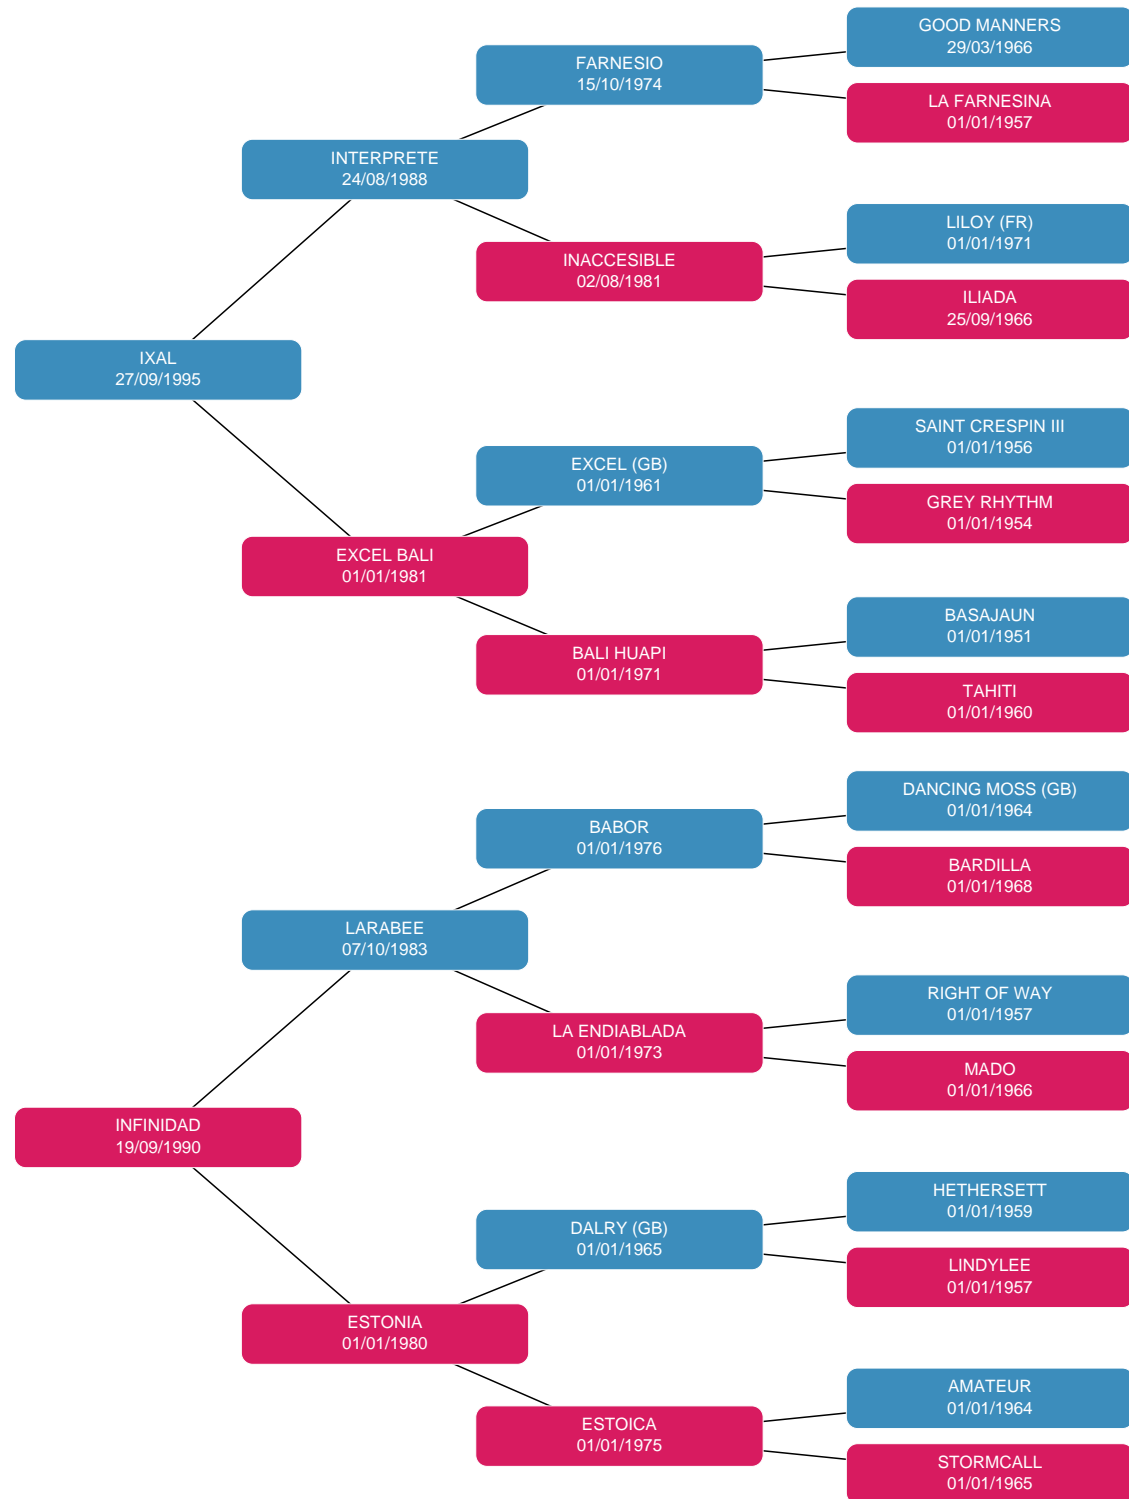 GOOD MANNERS
29/03/1966
FARNESIO
15/10/1974
LA FARNESINA
01/01/1957
INTERPRETE
24/08/1988
LILOY (FR)
01/01/1971
INACCESIBLE
02/08/1981
ILIADA
25/09/1966
IXAL
27/09/1995
SAINT CRESPIN III
01/01/1956
EXCEL (GB)
01/01/1961
GREY RHYTHM
01/01/1954
EXCEL BALI
01/01/1981
BASAJAUN
01/01/1951
BALI HUAPI
01/01/1971
TAHITI
01/01/1960
DANCING MOSS (GB)
01/01/1964
BABOR
01/01/1976
BARDILLA
01/01/1968
LARABEE
07/10/1983
RIGHT OF WAY
01/01/1957
LA ENDIABLADA
01/01/1973
MADO
01/01/1966
INFINIDAD
19/09/1990
HETHERSETT
01/01/1959
DALRY (GB)
01/01/1965
LINDYLEE
01/01/1957
ESTONIA
01/01/1980
AMATEUR
01/01/1964
ESTOICA
01/01/1975
STORMCALL
01/01/1965